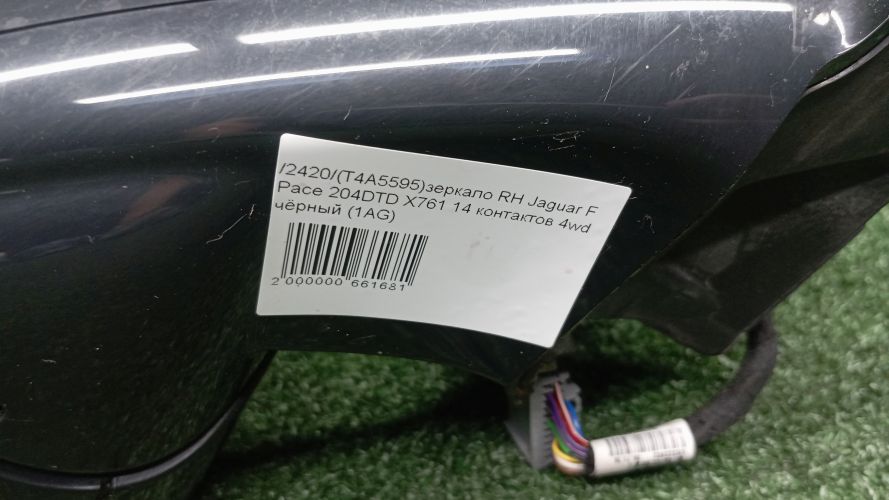 /2420/(T4A5595)зеркало RH Jaguar F
Pace 204DTD X761 14 контактов 4wd
чёрный (1AG)
2 000000 661681